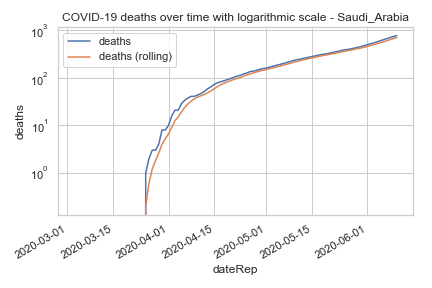 COVID-19 deaths over time with logarithmic scale - Saudi_Arabia
deaths
deaths (rolling)
10³
10²
10¹
10⁰
deaths
2020-03-01
2020-03-15
2020-04-01
2020-04-15
2020-05-01
2020-05-15
2020-06-01
dateRep